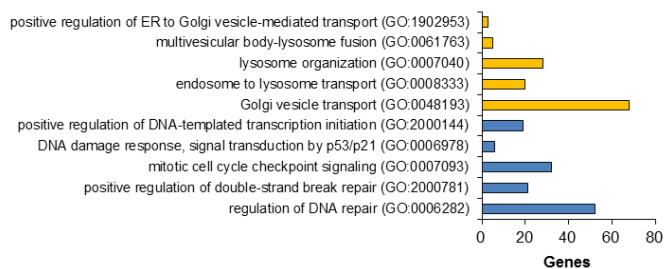 positive regulation of ER to Golgi vesicle-mediated transport (GO:1902953)
multivesicular body-lysosome fusion (GO:0061763)
lysosome organization (GO:0007040)
endosome to lysosome transport (GO:0008333)
Golgi vesicle transport (GO:0048193)
positive regulation of DNA-templated transcription initiation (GO:2000144)
DNA damage response, signal transduction by p53/p21 (GO:0006978)
mitotic cell cycle checkpoint signaling (GO:0007093)
positive regulation of double-strand break repair (GO:2000781)
regulation of DNA repair (GO:0006282)
0 20 40 60 80
Genes